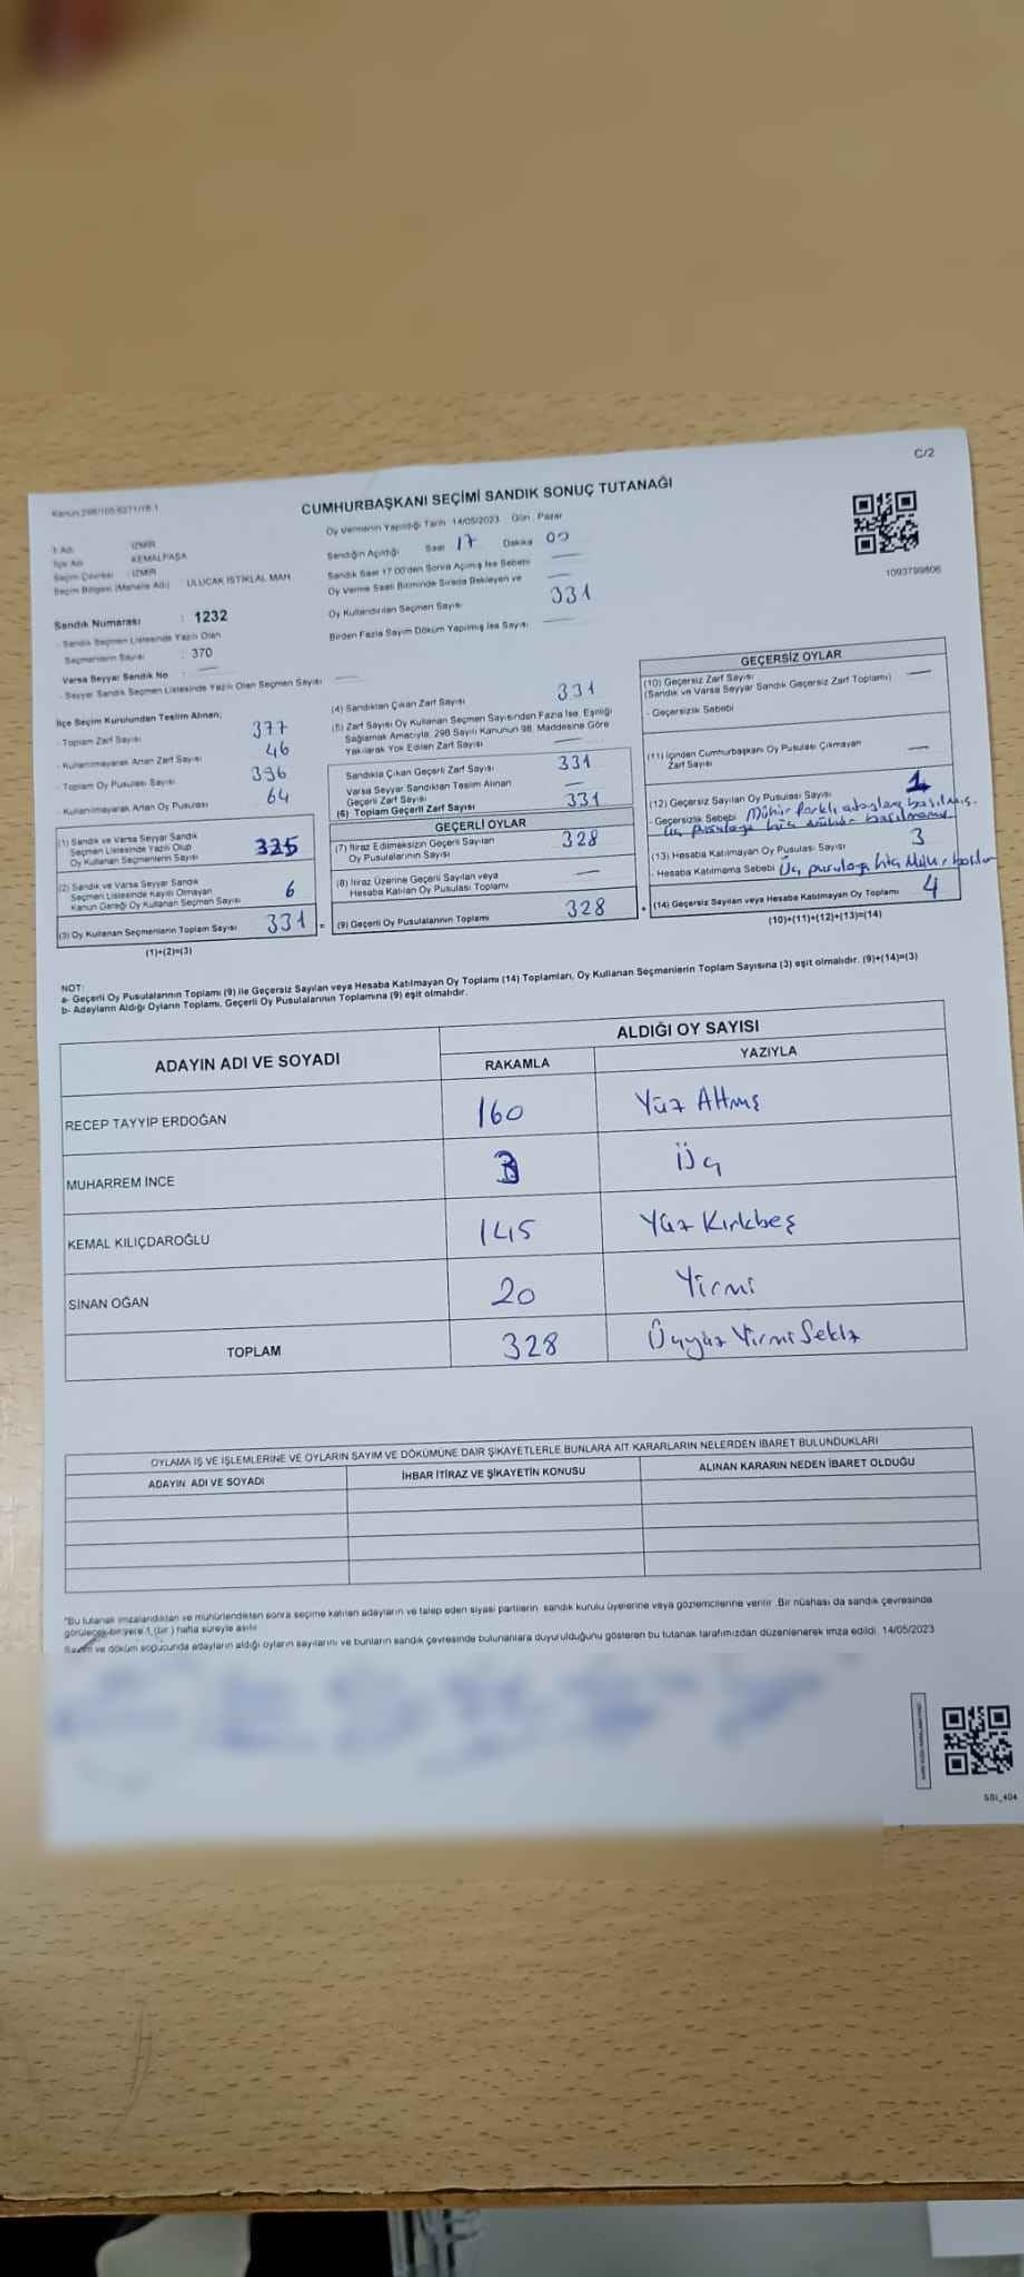 C/2
Kanun 298/105-6271/18-1
CUMHURBAŞKANI SEÇİMİ SANDIK SONUÇ TUTANAĞI
Oy Vermenin Yapıldığı Tarih 14/05/2023 Gün Pazar
İl Adı İZMİR
İlçe Adı KEMALPAŞA
Seçim Çevresi : İZMİR
Seçim Bölgesi (Mahalle Adı) ULUCAK İSTİKLAL MAH.
Sandık Numarası : 1232
- Sandık Seçmen Listesinde Yazılı Olan
Seçmenlerin Sayısı : 370
Varsa Seyyar Sandık No : —
- Seyyar Sandık Seçmen Listesinde Yazılı Olan Seçmen Sayısı —
Sandığın Açıldığı Saat 17 Dakika 00
Sandık Saat 17.00'den Sonra Açılmış İse Sebebi —
Oy Verme Saati Bitiminde Sırada Bekleyen ve —
Oy Kullandırılan Seçmen Sayısı 331
Birden Fazla Sayım Döküm Yapılmış İse Sayısı —
1093799806
İlçe Seçim Kurulundan Teslim Alınan;
- Toplam Zarf Sayısı 377
- Kullanılmayarak Artan Zarf Sayısı 46
- Toplam Oy Pusulası Sayısı 396
- Kullanılmayarak Artan Oy Pusulası 64
(1) Sandık ve Varsa Seyyar Sandık
Seçmen Listesinde Yazılı Olup
Oy Kullanan Seçmenlerin Sayısı 325
(2) Sandık ve Varsa Seyyar Sandık
Seçmen Listesinde Kayıtlı Olmayan
Kanun Gereği Oy Kullanan Seçmen Sayısı 6
(3) Oy Kullanan Seçmenlerin Toplam Sayısı 331 =
(1)+(2)=(3)
(4) Sandıktan Çıkan Zarf Sayısı 331
(5) Zarf Sayısı Oy Kullanan Seçmen Sayısından Fazla İse, Eşitliği
Sağlamak Amacıyla, 298 Sayılı Kanunun 98. Maddesine Göre
Yakılarak Yok Edilen Zarf Sayısı —
Sandıkta Çıkan Geçerli Zarf Sayısı 331
Varsa Seyyar Sandıktan Teslim Alınan
Geçerli Zarf Sayısı —
(6) Toplam Geçerli Zarf Sayısı 331
GEÇERLİ OYLAR
(7) İtiraz Edilmeksizin Geçerli Sayılan
Oy Pusulalarının Sayısı 328
(8) İtiraz Üzerine Geçerli Sayılan veya
Hesaba Katılan Oy Pusulası Toplamı —
(9) Geçerli Oy Pusulalarının Toplamı 328 +
GEÇERSİZ OYLAR
(10) Geçersiz Zarf Sayısı
(Sandık ve Varsa Seyyar Sandık Geçersiz Zarf Toplamı) —
- Geçersizlik Sebebi
(11) İçinden Cumhurbaşkanı Oy Pusulası Çıkmayan
Zarf Sayısı —
(12) Geçersiz Sayılan Oy Pusulası Sayısı 1
- Geçersizlik Sebebi Mühür farklı adaylara basılmış.
Üç pusulaya hiç mühür basılmamış
(13) Hesaba Katılmayan Oy Pusulası Sayısı 3
- Hesaba Katılmama Sebebi Üç pusulaya hiç Mühür
(14) Geçersiz Sayılan veya Hesaba Katılmayan Oy Toplamı 4
(10)+(11)+(12)+(13)=(14)
NOT:
a- Geçerli Oy Pusulalarının Toplamı (9) ile Geçersiz Sayılan veya Hesaba Katılmayan Oy Toplamı (14) Toplamları, Oy Kullanan Seçmenlerin Toplam Sayısına (3) eşit olmalıdır. (9)+(14)=(3)
b- Adayların Aldığı Oyların Toplamı, Geçerli Oy Pusulalarının Toplamına (9) eşit olmalıdır.
ADAYIN ADI VE SOYADI
ALDIĞI OY SAYISI
RAKAMLA YAZIYLA
RECEP TAYYİP ERDOĞAN 160 Yüz Altmış
MUHARREM İNCE 3 Üç
KEMAL KILIÇDAROĞLU 145 Yüz Kırkbeş
SİNAN OĞAN 20 Yirmi
TOPLAM 328 Üçyüz Yirmi Sekiz
OYLAMA İŞ VE İŞLEMLERİNE VE OYLARIN SAYIM VE DÖKÜMÜNE DAİR ŞİKAYETLERLE BUNLARA AİT KARARLARIN NELERDEN İBARET BULUNDUKLARI
ADAYIN ADI VE SOYADI İHBAR İTİRAZ VE ŞİKAYETİN KONUSU ALINAN KARARIN NEDEN İBARET OLDUĞU
"Bu tutanak imzalandıktan ve mühürlendikten sonra seçime katılan adayların ve talep eden siyasi partilerin sandık kurulu üyelerine veya gözlemcilerine verilir. Bir nüshası da sandık çevresinde
görülecek bir yere 1 (bir) hafta süreyle asılır.
Sayım ve döküm sonucunda adayların aldığı oyların sayılarını ve bunların sandık çevresinde bulunanlara duyurulduğunu gösteren bu tutanak tarafımızdan düzenlenerek imza edildi. 14/05/2023
SSI_404